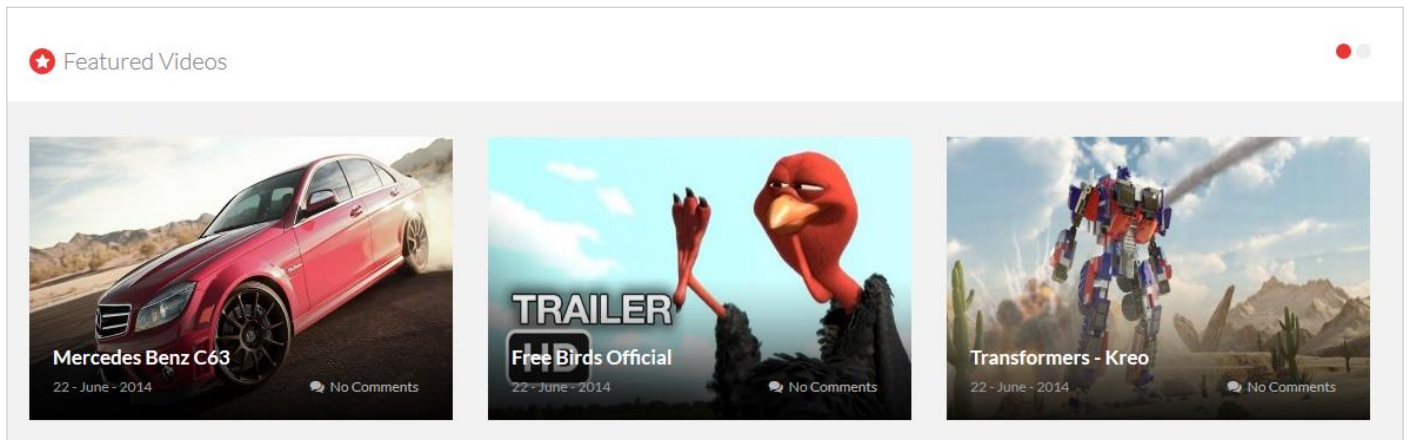 Featured Videos
TRAILER
HD
Mercedes Benz C63
22 - June - 2014
No Comments
Free Birds Official
22 - June - 2014
No Comments
Transformers - Kreo
22 - June - 2014
No Comments